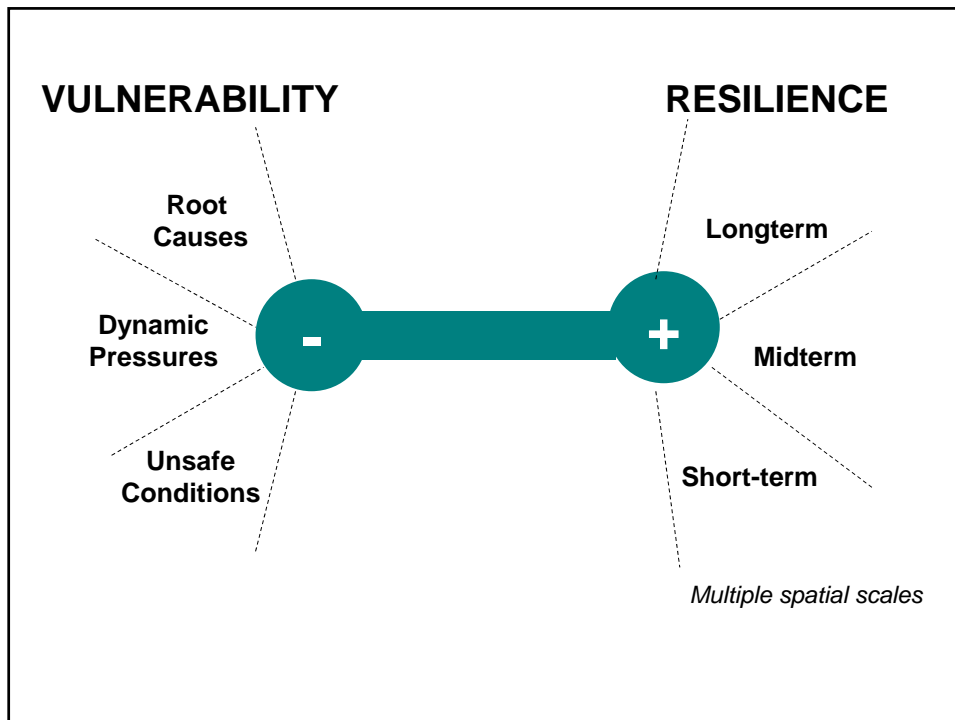 VULNERABILITY
RESILIENCE
Root
Causes
Longterm
Dynamic
Pressures
-
+
Midterm
Unsafe
Conditions
Short-term
Multiple spatial scales